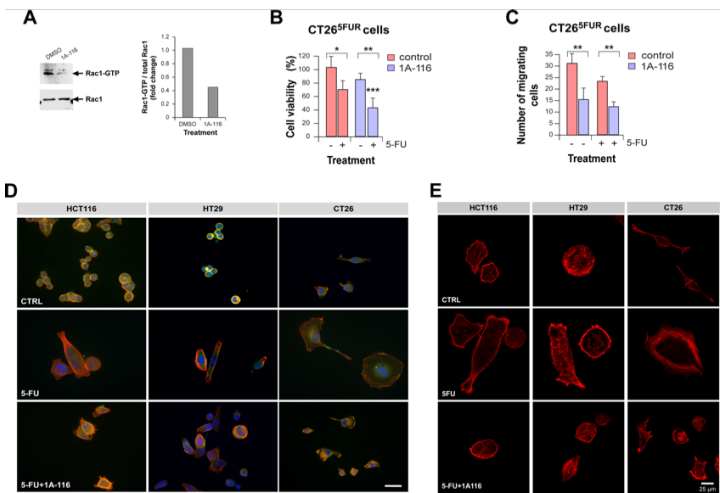 A
DMSO
1A-116
Rac1-GTP
Rac1
Rac1-GTP / total Rac1
(fold change)
1.2
1
0.8
0.6
0.4
0.2
0
DMSO
1A-116
Treatment
B
CT26 5FUR cells
control
1A-116
Cell viability (%)
120
100
80
60
40
20
0
*
**
***
- + - + 5-FU
Treatment
C
CT26 5FUR cells
control
1A-116
Number of migrating
cells
35
30
25
20
15
10
5
0
**
**
- - + + 5-FU
Treatment
D
HCT116 HT29 CT26
CTRL
5-FU
5-FU+1A-116
E
HCT116 HT29 CT26
CTRL
5FU
5-FU+1A116
25 µm